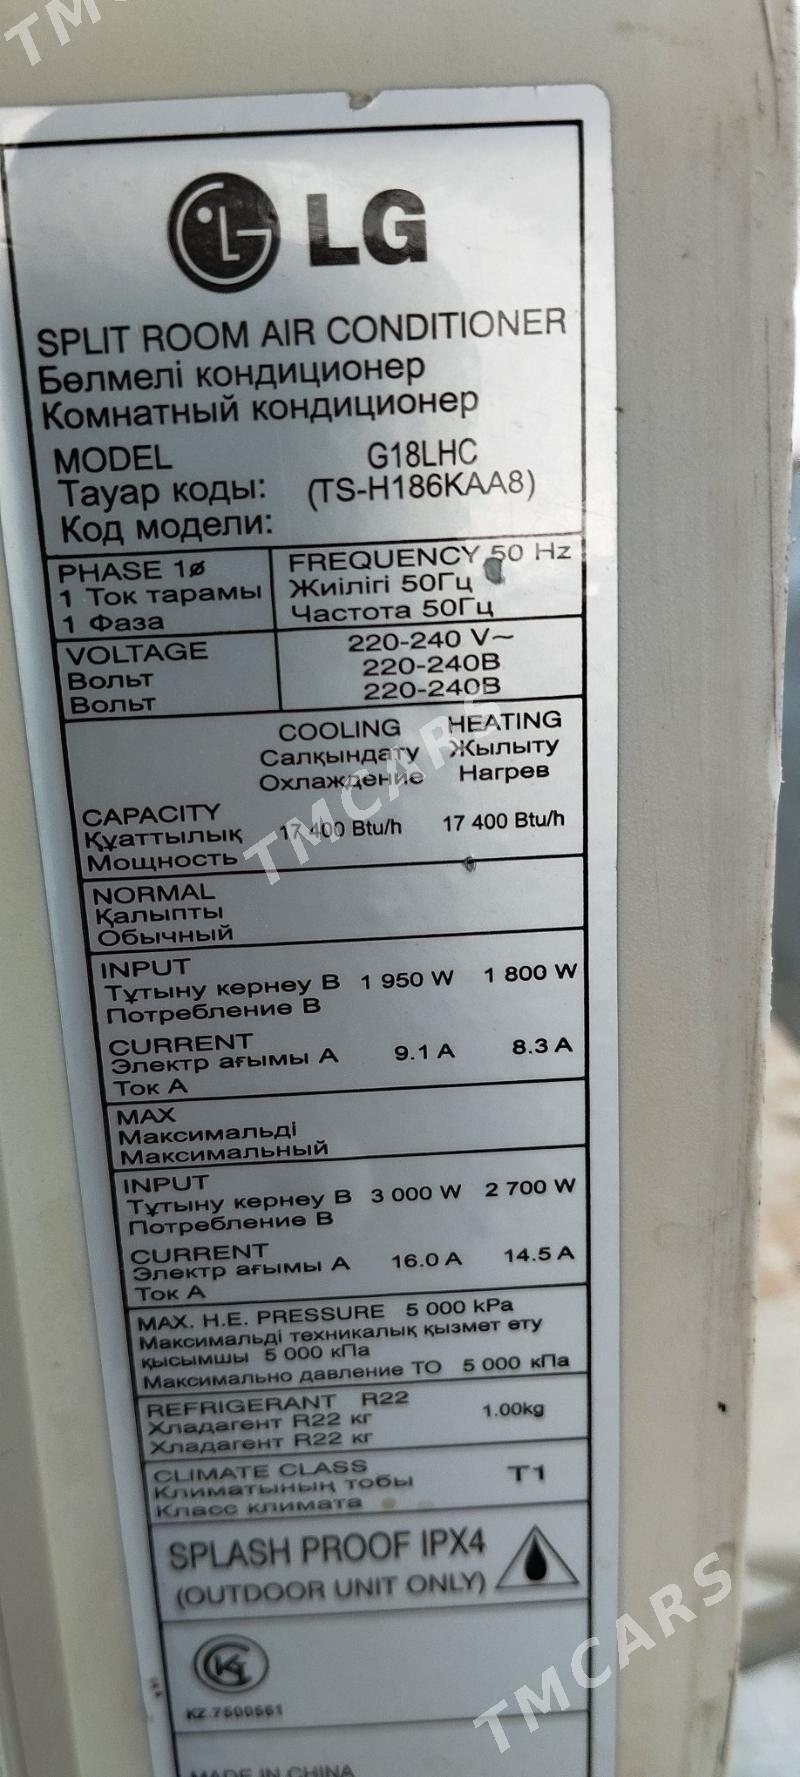 TMCARS
LG
SPLIT ROOM AIR CONDITIONER
Бөлмелі кондиционер
Комнатный кондиционер
MODEL G18LHC
Тауар коды: (TS-H186KAA8)
Код модели:
PHASE 1ø FREQUENCY 50 Hz
1 Ток тарамы Жиілігі 50Гц
1 Фаза Частота 50Гц
VOLTAGE 220-240 V~
Вольт 220-240В
Вольт 220-240В
COOLING HEATING
Салқындату Жылыту
Охлаждение Нагрев
CAPACITY
Қуаттылық 17 400 Btu/h 17 400 Btu/h
Мощность
TMCARS
NORMAL
Қалыпты
Обычный
INPUT
Тұтыну кернеу В 1 950 W 1 800 W
Потребление В
CURRENT
Электр ағымы А 9.1 A 8.3 A
Ток А
MAX
Максимальді
Максимальный
INPUT
Тұтыну кернеу В 3 000 W 2 700 W
Потребление В
CURRENT
Электр ағымы А 16.0 A 14.5 A
Ток А
MAX. H.E. PRESSURE 5 000 kPa
Максимальді техникалық қызмет ету
қысымшы 5 000 кПа
Максимально давление ТО 5 000 кПа
REFRIGERANT R22
Хладагент R22 кг 1.00kg
Хладагент R22 кг
CLIMATE CLASS
Климатының тобы T1
Класс климата
SPLASH PROOF IPX4
(OUTDOOR UNIT ONLY)
KZ.7500561
MADE IN CHINA
TMCARS